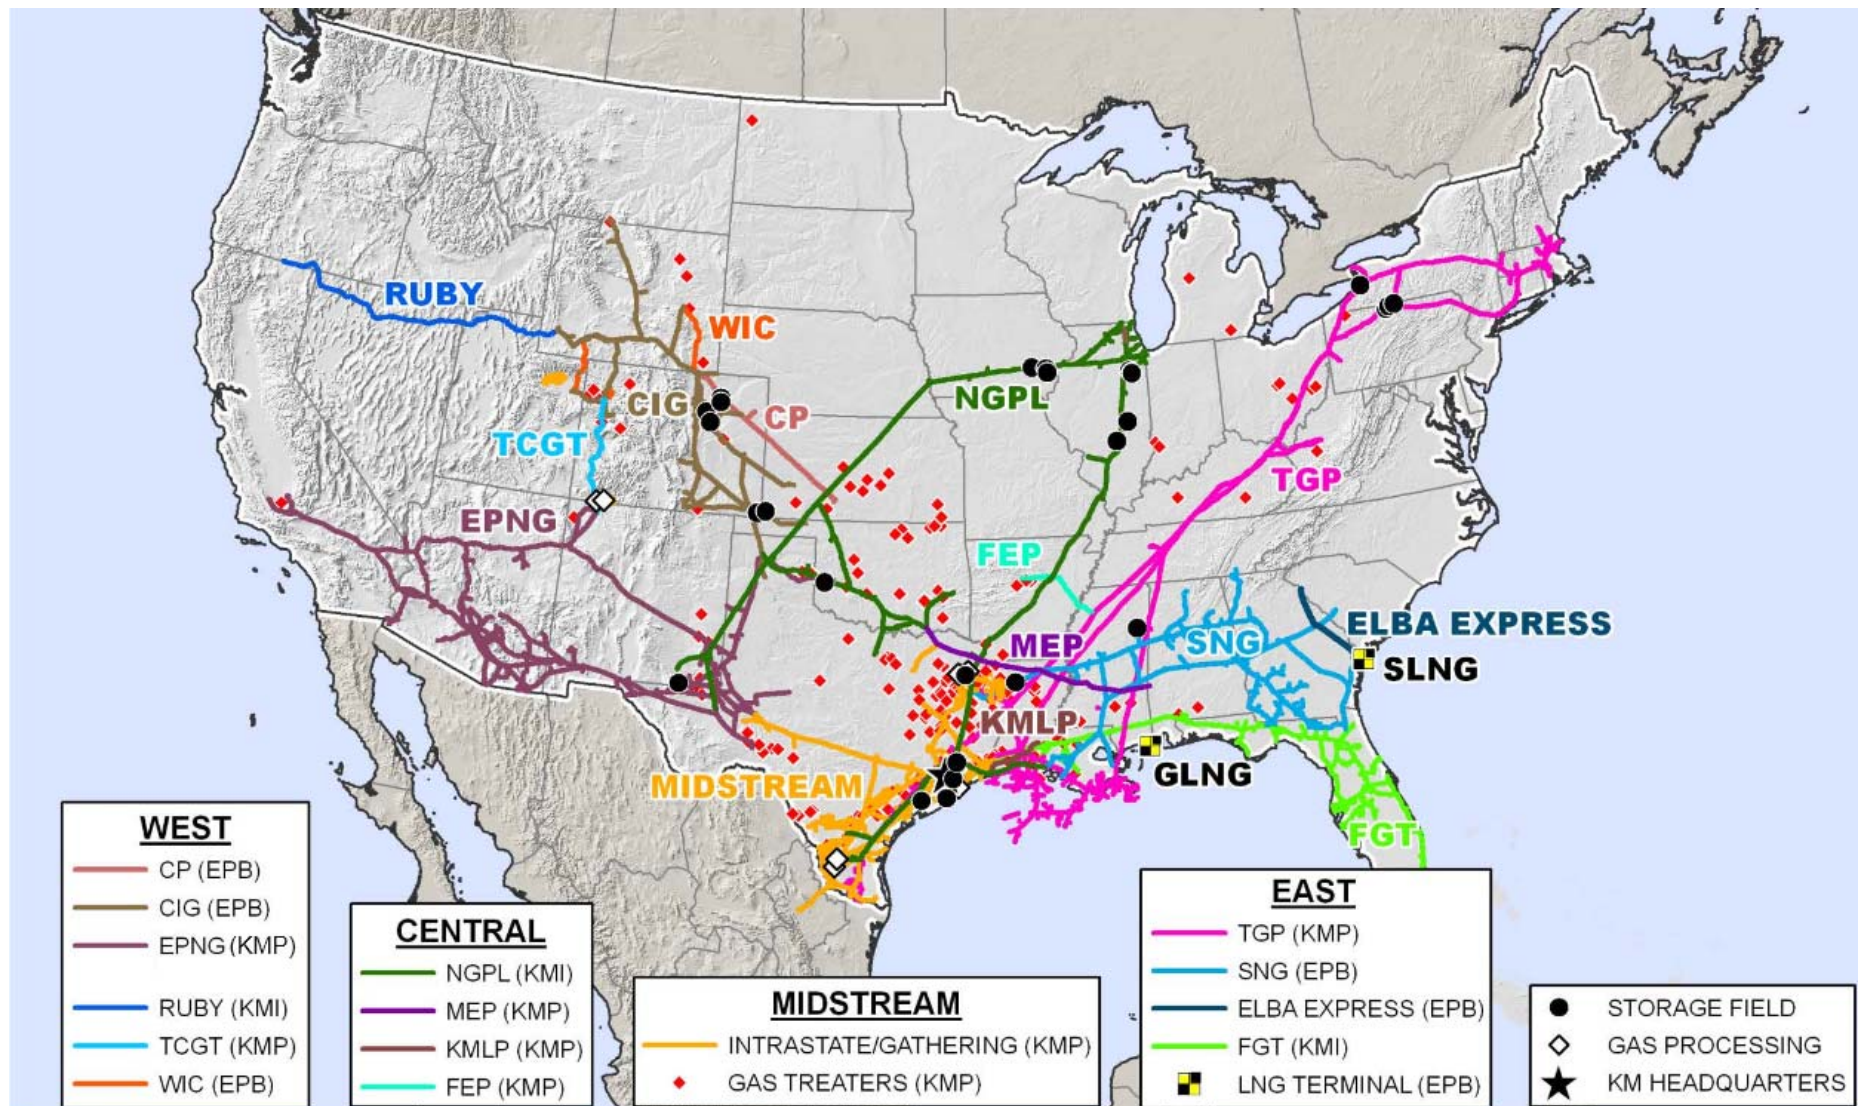 RUBY
WIC
NGPL
CIG
CP
TCGT
TGP
EPNG
FEP
ELBA EXPRESS
MEP
SNG
SLNG
KMLP
GLNG
MIDSTREAM
FGT
WEST
CP (EPB)
CIG (EPB)
EPNG (KMP)
RUBY (KMI)
TCGT (KMP)
WIC (EPB)
CENTRAL
NGPL (KMI)
MEP (KMP)
KMLP (KMP)
FEP (KMP)
MIDSTREAM
INTRASTATE/GATHERING (KMP)
GAS TREATERS (KMP)
EAST
TGP (KMP)
SNG (EPB)
ELBA EXPRESS (EPB)
FGT (KMI)
LNG TERMINAL (EPB)
STORAGE FIELD
GAS PROCESSING
KM HEADQUARTERS